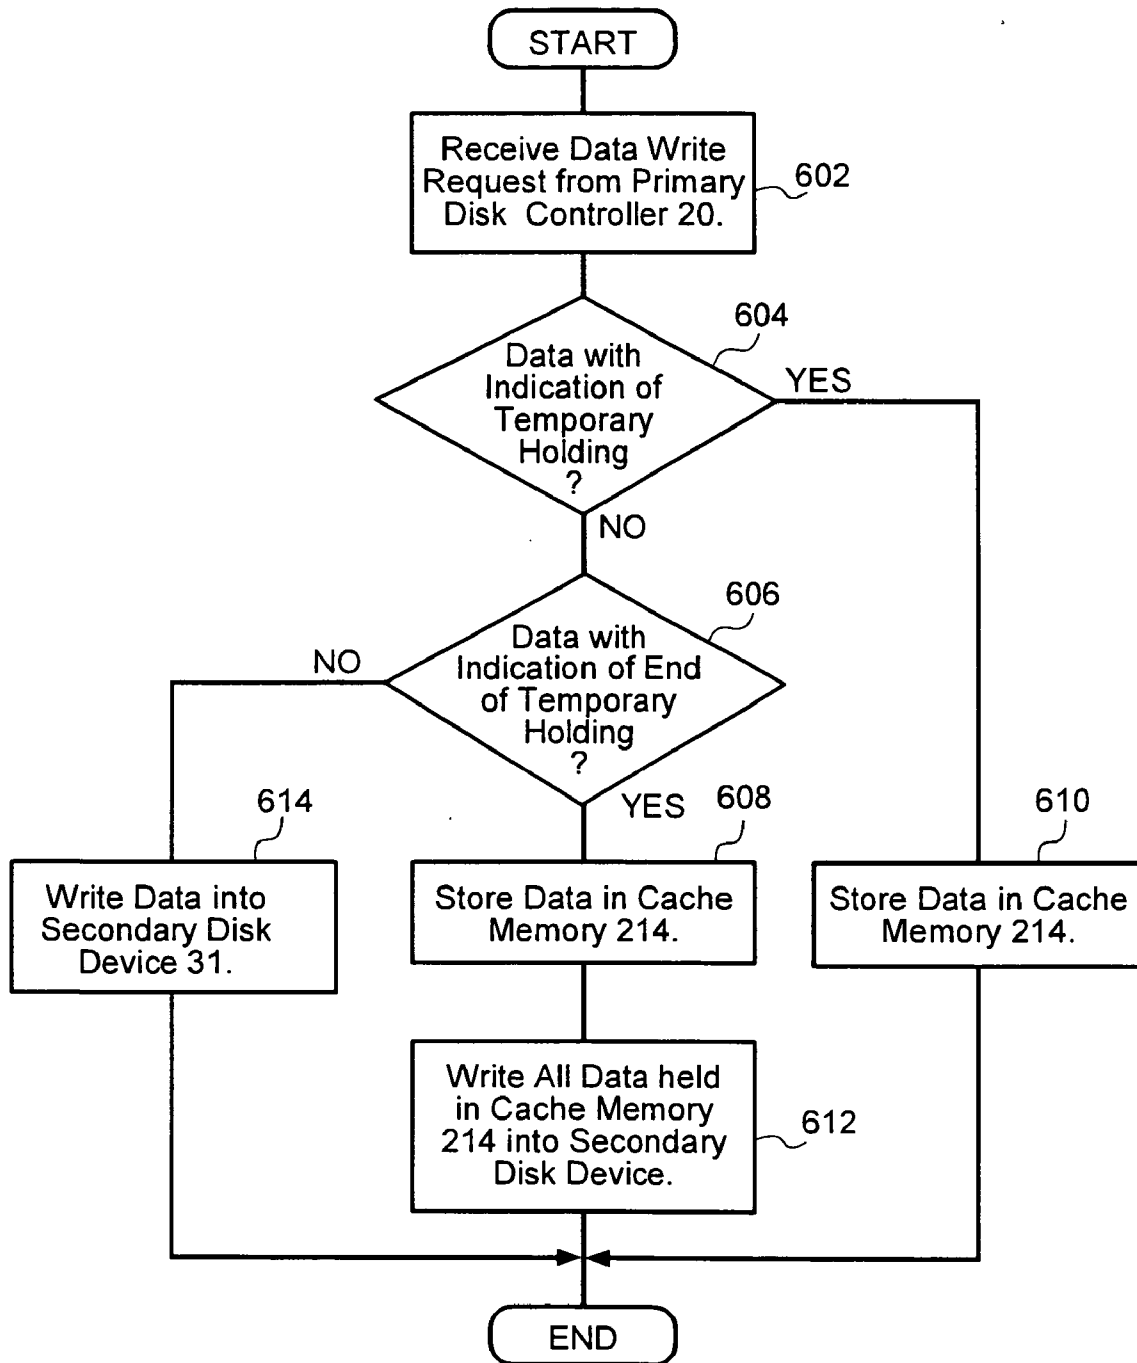 START
Receive Data Write
Request from Primary
Disk Controller 20.
602
604
Data with
Indication of
Temporary
Holding
?
YES
NO
606
Data with
Indication of End
of Temporary
Holding
?
NO
YES
614
608
610
Write Data into
Secondary Disk
Device 31.
Store Data in Cache
Memory 214.
Store Data in Cache
Memory 214.
Write All Data held
in Cache Memory
214 into Secondary
Disk Device.
612
END